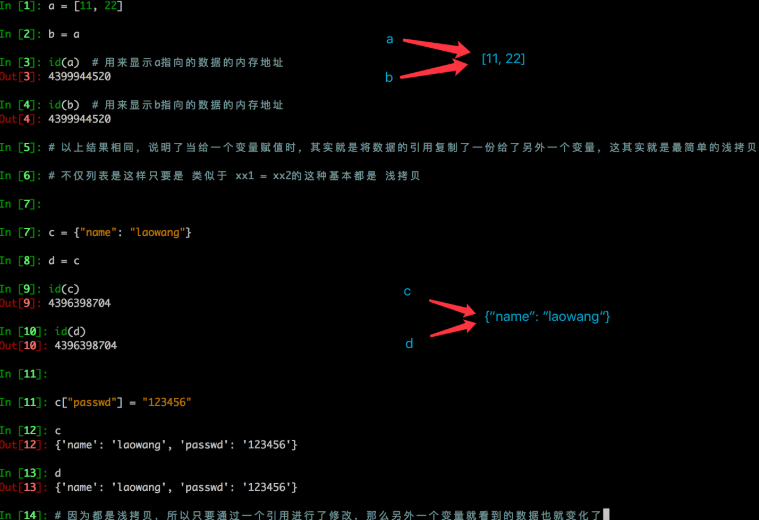 In [1]: a = [11, 22]
In [2]: b = a
a
In [3]: id(a)  # 用来显示a指向的数据的内存地址
[11, 22]
Out[3]: 4399944520
b
In [4]: id(b)  # 用来显示b指向的数据的内存地址
Out[4]: 4399944520
In [5]: # 以上结果相同，说明了当给一个变量赋值时，其实就是将数据的引用复制了一份给了另外一个变量，这其实就是最简单的浅拷贝
In [6]: # 不仅列表是这样只要是 类似于 xx1 = xx2的这种基本都是 浅拷贝
In [7]:
In [7]: c = {"name": "laowang"}
In [8]: d = c
In [9]: id(c)
c
Out[9]: 4396398704
{“name”: “laowang”}
In [10]: id(d)
d
Out[10]: 4396398704
In [11]:
In [11]: c["passwd"] = "123456"
In [12]: c
Out[12]: {'name': 'laowang', 'passwd': '123456'}
In [13]: d
Out[13]: {'name': 'laowang', 'passwd': '123456'}
In [14]: # 因为都是浅拷贝，所以只要通过一个引用进行了修改，那么另外一个变量就看到的数据也就变化了